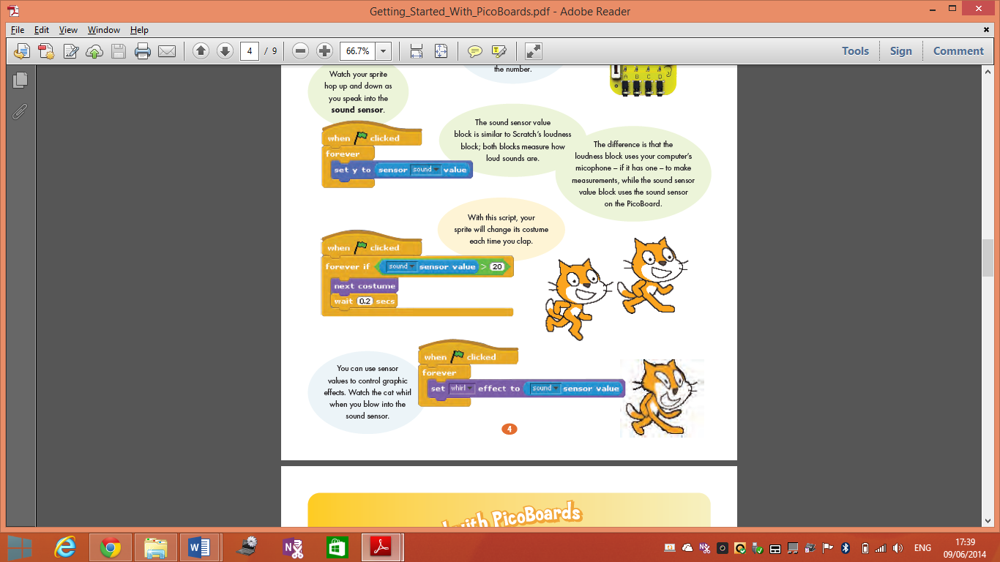 Getting_Started_With_PicoBoards.pdf - Adobe Reader
File Edit View Window Help
4 / 9 66.7% Tools Sign Comment
the number.
Watch your sprite
hop up and down as
you speak into the
sound sensor.
A B C D
when clicked
forever
set y to sensor sound value
The sound sensor value
block is similar to Scratch's loudness
block; both blocks measure how
loud sounds are.
The difference is that the
loudness block uses your computer's
micophone – if it has one – to make
measurements, while the sound sensor
value block uses the sound sensor
on the PicoBoard.
With this script, your
sprite will change its costume
each time you clap.
when clicked
forever if sound sensor value > 20
next costume
wait 0.2 secs
You can use sensor
values to control graphic
effects. Watch the cat whirl
when you blow into the
sound sensor.
when clicked
forever
set whirl effect to sound sensor value
4
with PicoBoards
ENG
17:39
09/06/2014